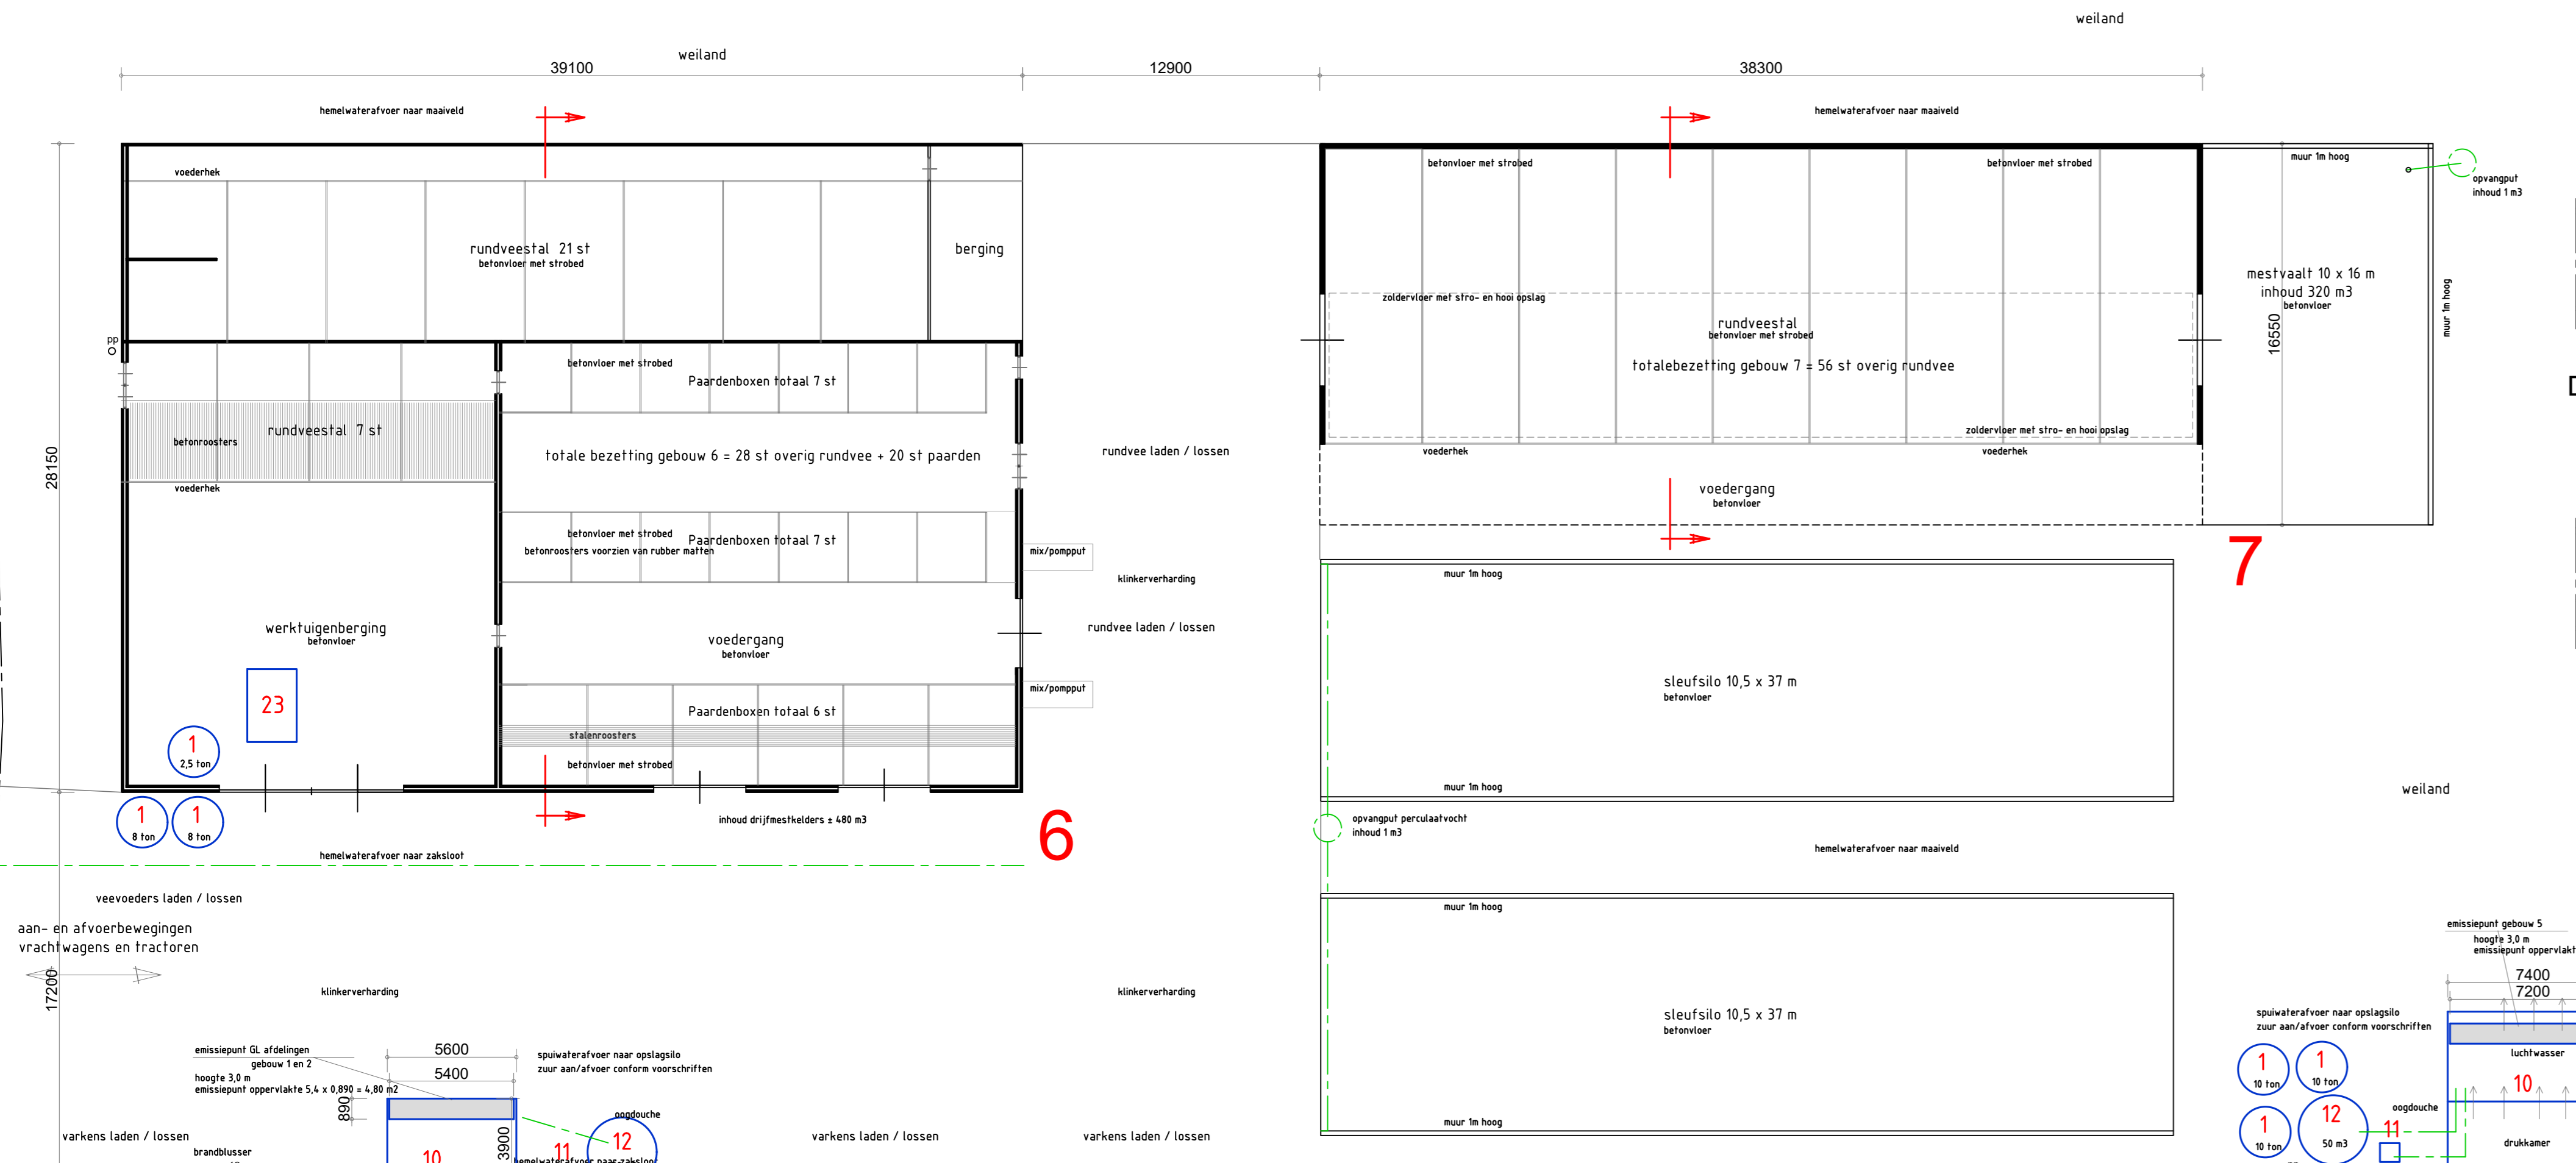 weiland
weiland
39100
12900
38300
hemelwaterafvoer naar maaiveld
hemelwaterafvoer naar maaiveld
voederhek
betonvloer met strobed
betonvloer met strobed
muur 1m hoog
opvangput
inhoud 1 m3
rundveestal 21 st
betonvloer met strobed
berging
mestvaalt 10 x 16 m
inhoud 320 m3
betonvloer
muur 1m hoog
16550
zoldervloer met stro- en hooi opslag
rundveestal
betonvloer met strobed
totalebezetting gebouw 7 = 56 st overig rundvee
zoldervloer met stro- en hooi opslag
voederhek
voederhek
voedergang
betonvloer
7
pp
betonvloer met strobed
Paardenboxen totaal 7 st
rundveestal 7 st
betonroosters
voederhek
28150
totale bezetting gebouw 6 = 28 st overig rundvee + 20 st paarden
rundvee laden / lossen
betonvloer met strobed
Paardenboxen totaal 7 st
betonroosters voorzien van rubber matten
mix/pompput
klinkerverharding
rundvee laden / lossen
werktuigenberging
betonvloer
voedergang
betonvloer
23
mix/pompput
Paardenboxen totaal 6 st
stalenroosters
betonvloer met strobed
1
2,5 ton
1
8 ton
1
8 ton
inhoud drijfmestkelders ± 480 m3
6
muur 1m hoog
sleufsilo 10,5 x 37 m
betonvloer
muur 1m hoog
weiland
opvangput perculaatvocht
inhoud 1 m3
hemelwaterafvoer naar maaiveld
hemelwaterafvoer naar zaksloot
veevoeders laden / lossen
aan- en afvoerbewegingen
vrachtwagens en tractoren
17200
klinkerverharding
klinkerverharding
muur 1m hoog
sleufsilo 10,5 x 37 m
betonvloer
muur 1m hoog
emissiepunt GL afdelingen
gebouw 1 en 2
hoogte 3,0 m
emissiepunt oppervlakte 5,4 x 0,890 = 4,80 m2
5600
5400
890
3900
spuiwaterafvoer naar opslagsilo
zuur aan/afvoer conform voorschriften
oogdouche
12
11
10
hemelwaterafvoer naar zaksloot
varkens laden / lossen
brandblusser
varkens laden / lossen
varkens laden / lossen
emissiepunt gebouw 5
hoogte 3,0 m
emissiepunt oppervlakt
7400
7200
spuiwaterafvoer naar opslagsilo
zuur aan/afvoer conform voorschriften
luchtwasser
10
1
10 ton
1
10 ton
1
10 ton
12
50 m3
oogdouche
11
drukkamer